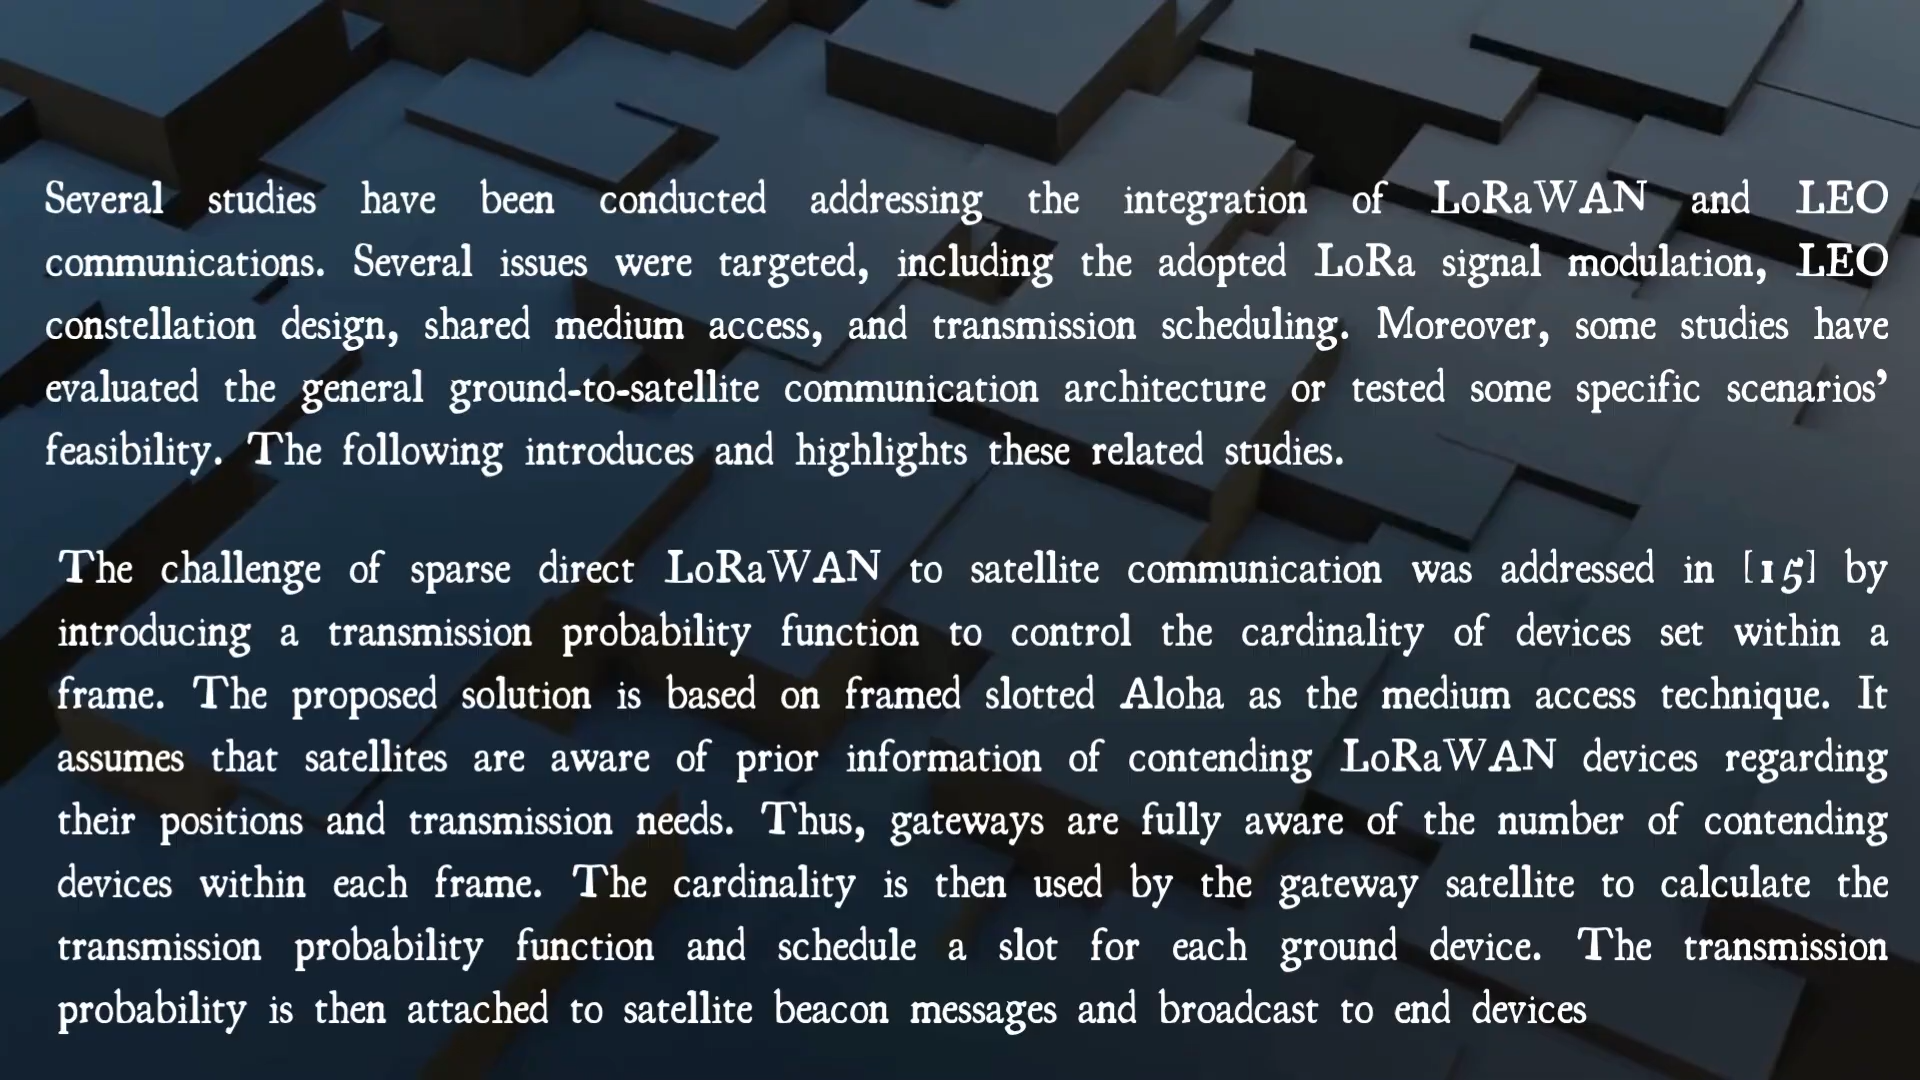 Several studies have been conducted addressing the integration of LoRaWAN and LEO
communications. Several issues were targeted, including the adopted LoRa signal modulation, LEO
constellation design, shared medium access, and transmission scheduling. Moreover, some studies have
evaluated the general ground-to-satellite communication architecture or tested some specific scenarios’
feasibility. The following introduces and highlights these related studies.
The challenge of sparse direct LoRaWAN to satellite communication was addressed in [15] by
introducing a transmission probability function to control the cardinality of devices set within a
frame. The proposed solution is based on framed slotted Aloha as the medium access technique. It
assumes that satellites are aware of prior information of contending LoRaWAN devices regarding
their positions and transmission needs. Thus, gateways are fully aware of the number of contending
devices within each frame. The cardinality is then used by the gateway satellite to calculate the
transmission probability function and schedule a slot for each ground device. The transmission
probability is then attached to satellite beacon messages and broadcast to end devices